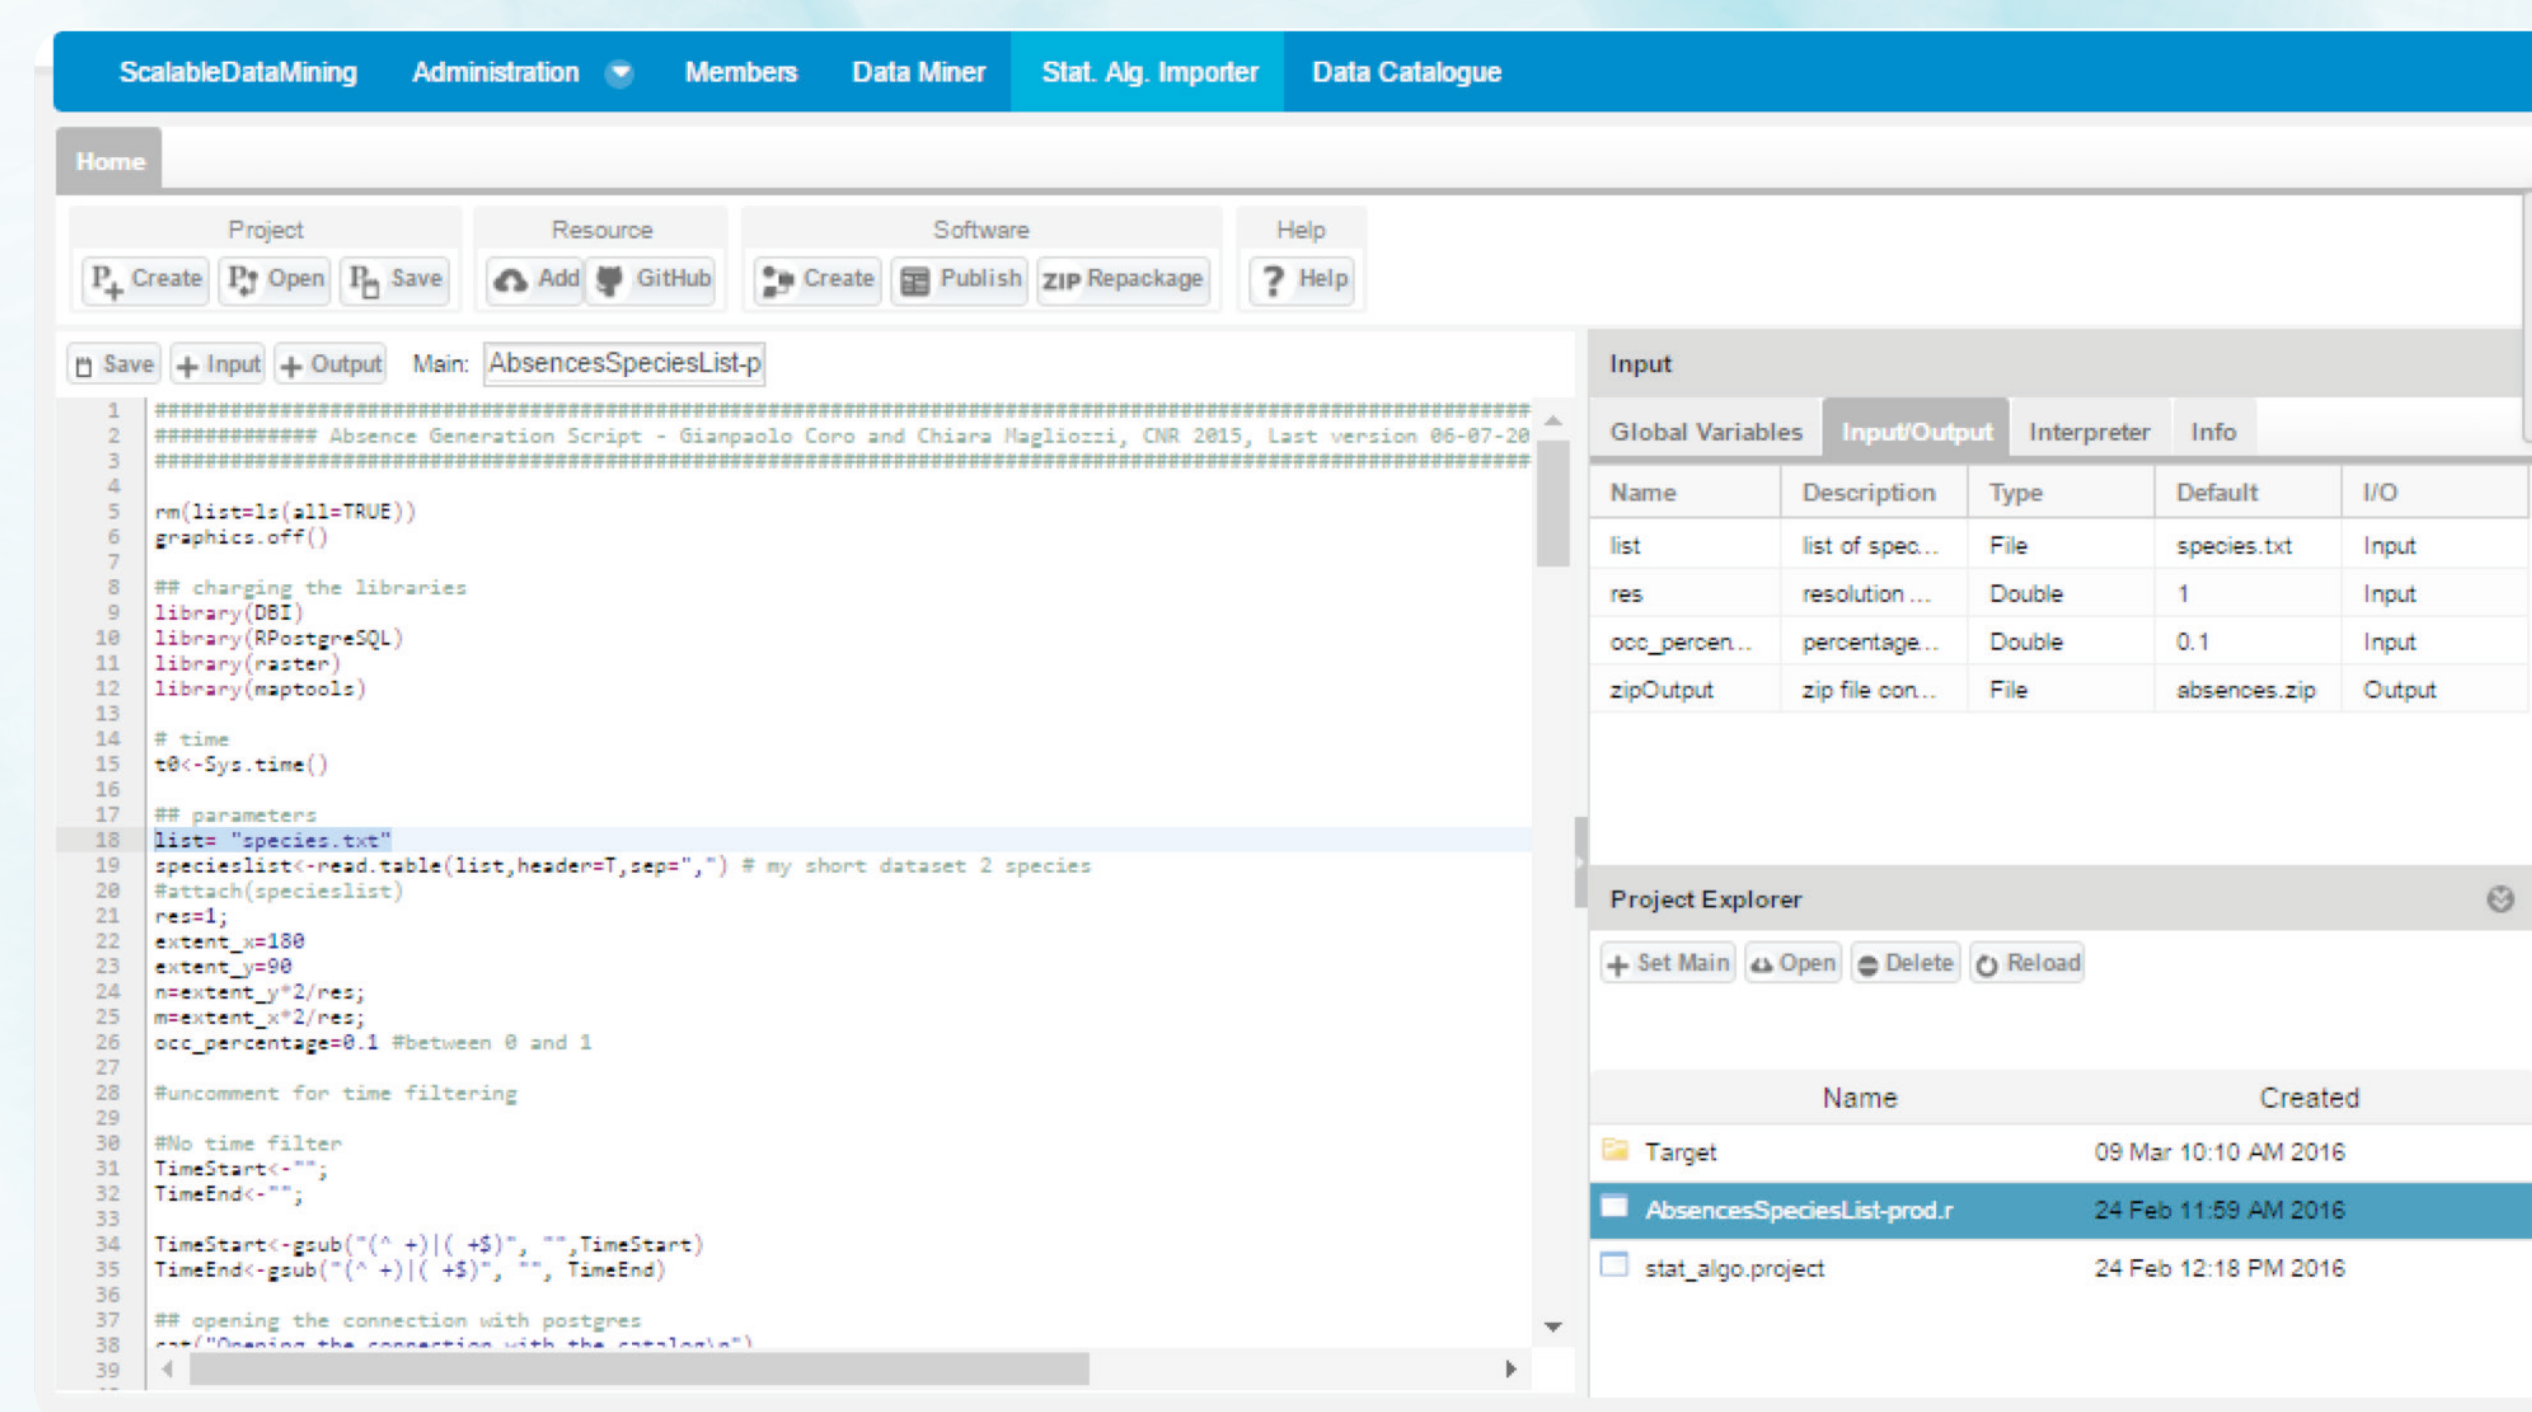 ScalableDataMining Administration Members Data Miner Stat. Alg. Importer Data Catalogue
Home
Project Resource Software Help
Create Open Save Add GitHub Create Publish ZIP Repackage ? Help
Save + Input + Output Main: AbsencesSpeciesList-p
1 ##############################################################################################################
2 ############# Absence Generation Script - Gianpaolo Coro and Chiara Magliozzi, CNR 2015, Last version 06-07-20
3 ##############################################################################################################
4
5 rm(list=ls(all=TRUE))
6 graphics.off()
7
8 ## charging the libraries
9 library(DBI)
10 library(RPostgreSQL)
11 library(raster)
12 library(maptools)
13
14 # time
15 t0<-Sys.time()
16
17 ## parameters
18 list= "species.txt"
19 specieslist<-read.table(list,header=T,sep=",") # my short dataset 2 species
20 #attach(specieslist)
21 res=1;
22 extent_x=180
23 extent_y=90
24 n=extent_y*2/res;
25 m=extent_x*2/res;
26 occ_percentage=0.1 #between 0 and 1
27
28 #uncomment for time filtering
29
30 #No time filter
31 TimeStart<-"";
32 TimeEnd<-"";
33
34 TimeStart<-gsub("(^ +)|( +$)", "",TimeStart)
35 TimeEnd<-gsub("(^ +)|( +$)", "", TimeEnd)
36
37 ## opening the connection with postgres
38 cat("Opening the connection with the catalog\n")
39
Input
Global Variables Input/Output Interpreter Info
Name Description Type Default I/O
list list of spec... File species.txt Input
res resolution ... Double 1 Input
occ_percen... percentage... Double 0.1 Input
zipOutput zip file con... File absences.zip Output
Project Explorer
+ Set Main Open Delete Reload
Name Created
Target 09 Mar 10:10 AM 2016
AbsencesSpeciesList-prod.r 24 Feb 11:59 AM 2016
stat_algo.project 24 Feb 12:18 PM 2016